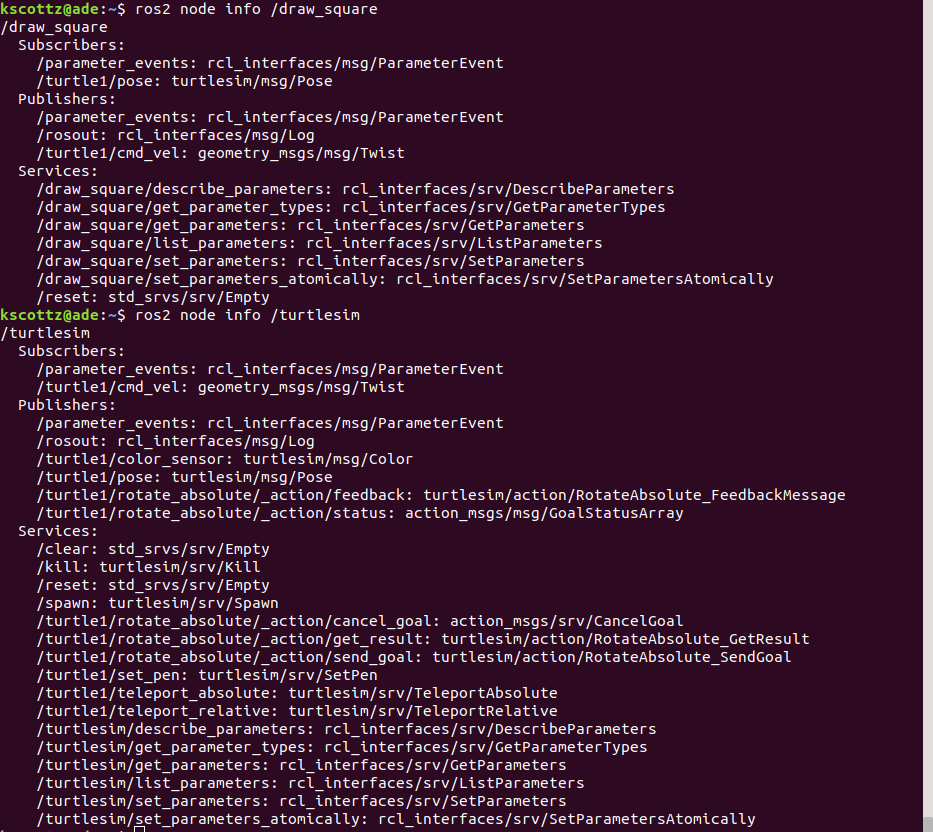 kscottz@ade:~$ ros2 node info /draw_square
/draw_square
  Subscribers:
    /parameter_events: rcl_interfaces/msg/ParameterEvent
    /turtle1/pose: turtlesim/msg/Pose
  Publishers:
    /parameter_events: rcl_interfaces/msg/ParameterEvent
    /rosout: rcl_interfaces/msg/Log
    /turtle1/cmd_vel: geometry_msgs/msg/Twist
  Services:
    /draw_square/describe_parameters: rcl_interfaces/srv/DescribeParameters
    /draw_square/get_parameter_types: rcl_interfaces/srv/GetParameterTypes
    /draw_square/get_parameters: rcl_interfaces/srv/GetParameters
    /draw_square/list_parameters: rcl_interfaces/srv/ListParameters
    /draw_square/set_parameters: rcl_interfaces/srv/SetParameters
    /draw_square/set_parameters_atomically: rcl_interfaces/srv/SetParametersAtomically
    /reset: std_srvs/srv/Empty
kscottz@ade:~$ ros2 node info /turtlesim
/turtlesim
  Subscribers:
    /parameter_events: rcl_interfaces/msg/ParameterEvent
    /turtle1/cmd_vel: geometry_msgs/msg/Twist
  Publishers:
    /parameter_events: rcl_interfaces/msg/ParameterEvent
    /rosout: rcl_interfaces/msg/Log
    /turtle1/color_sensor: turtlesim/msg/Color
    /turtle1/pose: turtlesim/msg/Pose
    /turtle1/rotate_absolute/_action/feedback: turtlesim/action/RotateAbsolute_FeedbackMessage
    /turtle1/rotate_absolute/_action/status: action_msgs/msg/GoalStatusArray
  Services:
    /clear: std_srvs/srv/Empty
    /kill: turtlesim/srv/Kill
    /reset: std_srvs/srv/Empty
    /spawn: turtlesim/srv/Spawn
    /turtle1/rotate_absolute/_action/cancel_goal: action_msgs/srv/CancelGoal
    /turtle1/rotate_absolute/_action/get_result: turtlesim/action/RotateAbsolute_GetResult
    /turtle1/rotate_absolute/_action/send_goal: turtlesim/action/RotateAbsolute_SendGoal
    /turtle1/set_pen: turtlesim/srv/SetPen
    /turtle1/teleport_absolute: turtlesim/srv/TeleportAbsolute
    /turtle1/teleport_relative: turtlesim/srv/TeleportRelative
    /turtlesim/describe_parameters: rcl_interfaces/srv/DescribeParameters
    /turtlesim/get_parameter_types: rcl_interfaces/srv/GetParameterTypes
    /turtlesim/get_parameters: rcl_interfaces/srv/GetParameters
    /turtlesim/list_parameters: rcl_interfaces/srv/ListParameters
    /turtlesim/set_parameters: rcl_interfaces/srv/SetParameters
    /turtlesim/set_parameters_atomically: rcl_interfaces/srv/SetParametersAtomically